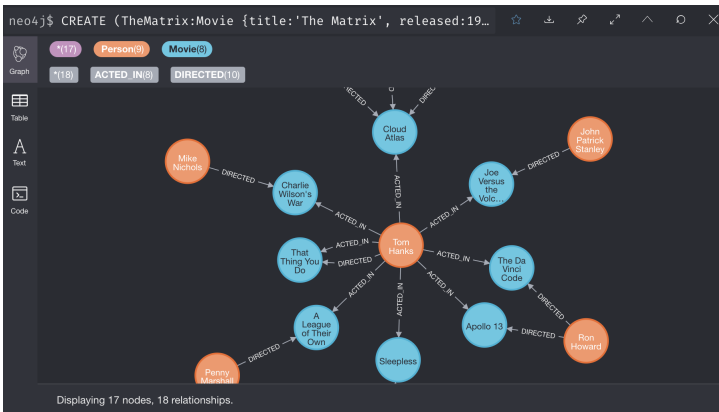 neo4j$ CREATE (TheMatrix:Movie {title:'The Matrix', released:19…
Graph
Table
Text
Code
*(17) Person(9) Movie(8)
*(18) ACTED_IN(8) DIRECTED(10)
DIRECTED
Cloud
Atlas
John
Patrick
Stanley
Mike
Nichols
DIRECTED
DIRECTED
Charlie
Wilson's
War
Joe
Versus
the
Volc…
ACTED_IN
ACTED_IN
ACTED_IN
Tom
Hanks
That
Thing You
Do
ACTED_IN
DIRECTED
ACTED_IN
The Da
Vinci
Code
ACTED_IN
ACTED_IN
ACTED_IN
DIRECTED
A
League
of Their
Own
Apollo 13
DIRECTED
Ron
Howard
DIRECTED
Sleepless
Penny
Marshall
Displaying 17 nodes, 18 relationships.